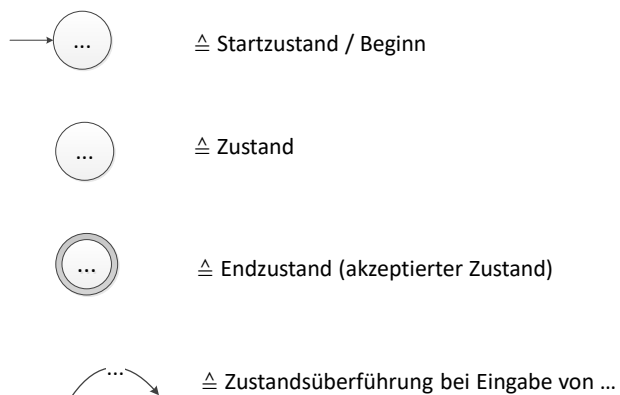 ... ≙ Startzustand / Beginn
... ≙ Zustand
... ≙ Endzustand (akzeptierter Zustand)
... ≙ Zustandsüberführung bei Eingabe von ...